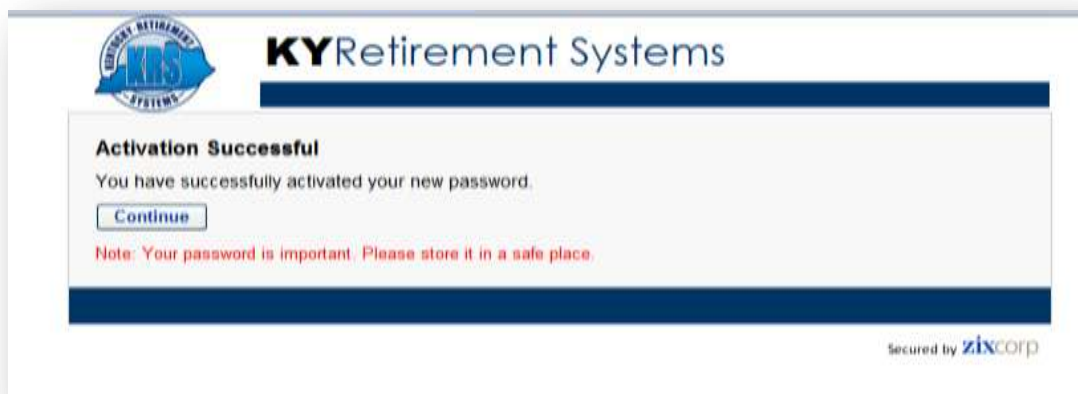 KENTUCKY RETIREMENT
KRS
SYSTEMS
KYRetirement Systems
Activation Successful
You have successfully activated your new password.
Continue
Note: Your password is important. Please store it in a safe place.
Secured by zixcorp